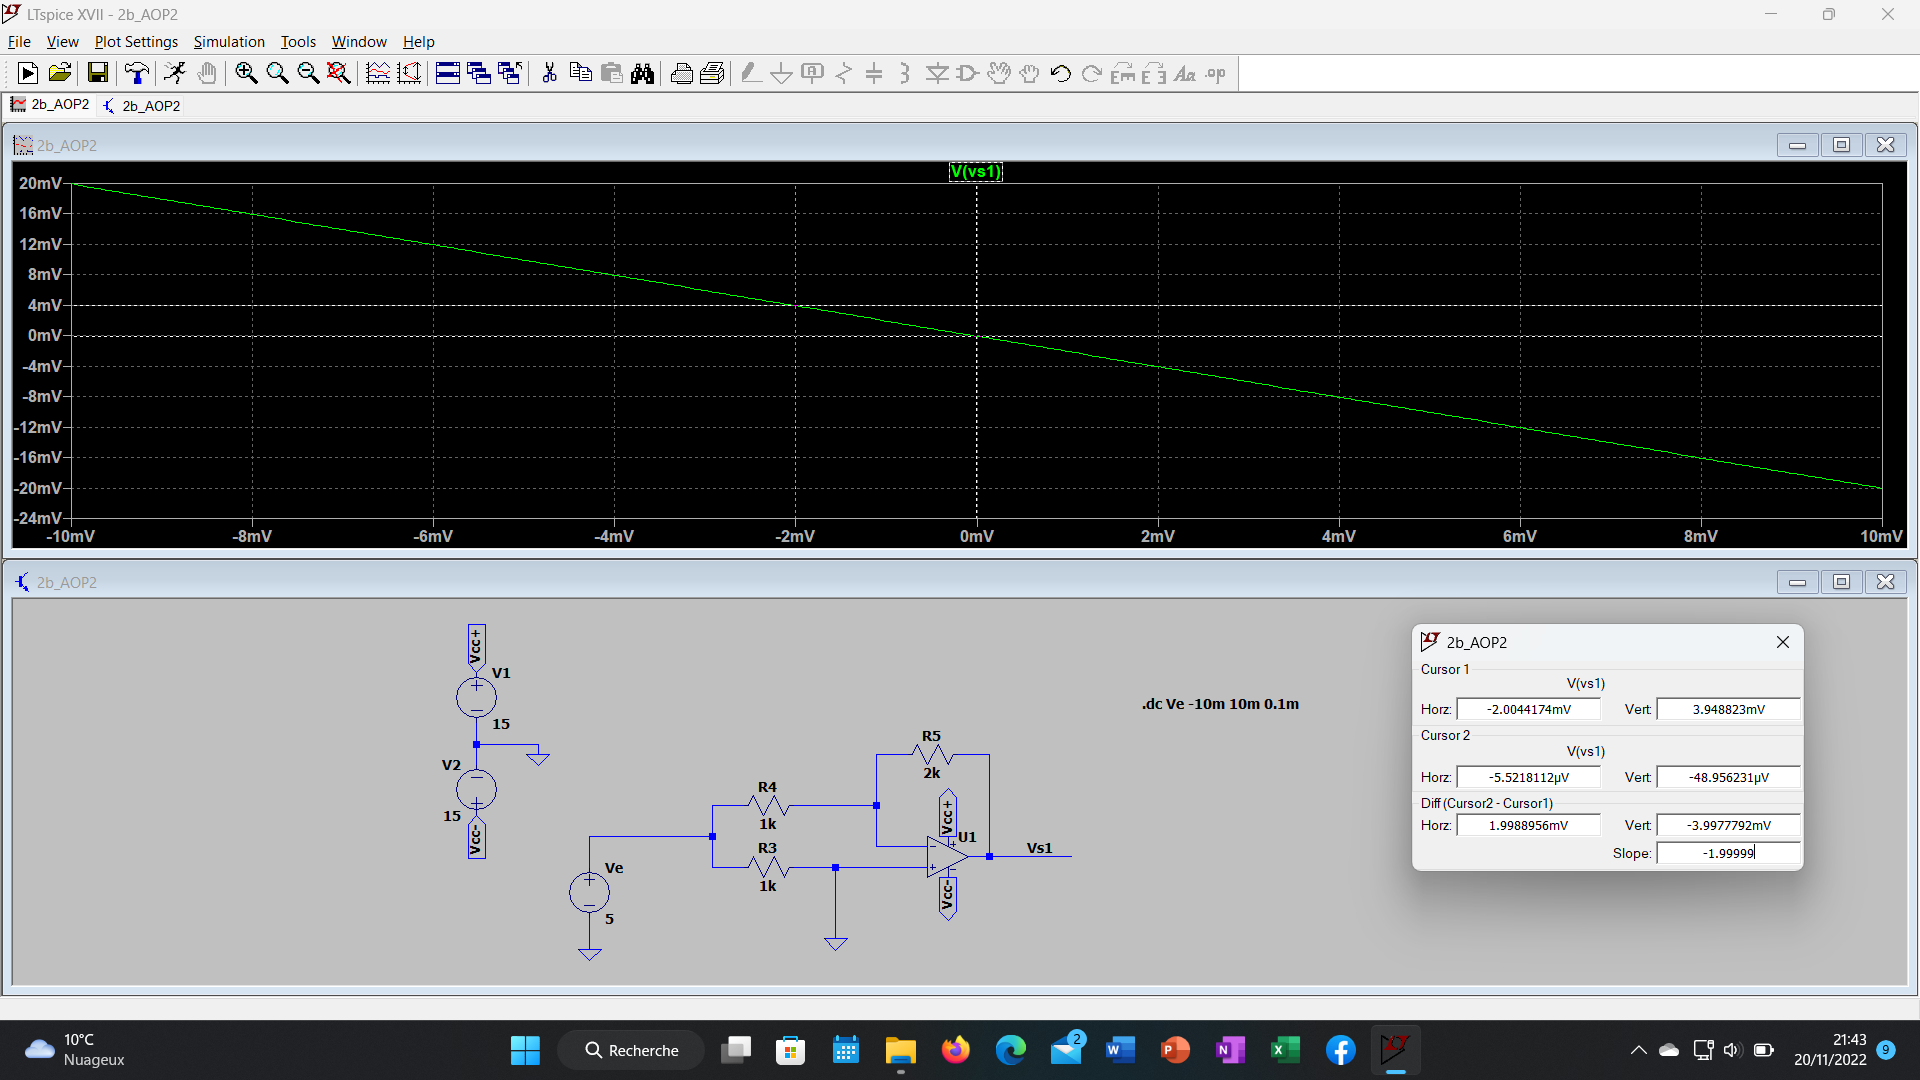 LTspice XVII - 2b_AOP2
File View Plot Settings Simulation Tools Window Help
2b_AOP2 2b_AOP2
2b_AOP2
V(vs1)
20mV
16mV
12mV
8mV
4mV
0mV
-4mV
-8mV
-12mV
-16mV
-20mV
-24mV
-10mV -8mV -6mV -4mV -2mV 0mV 2mV 4mV 6mV 8mV 10mV
2b_AOP2
Vcc+
V1
15
V2
15
Vcc-
.dc Ve -10m 10m 0.1m
R5
2k
R4
1k
Vcc+
U1
R3
1k
Vs1
Vcc-
Ve
5
2b_AOP2
Cursor 1
V(vs1)
Horz: -2.0044174mV Vert: 3.948823mV
Cursor 2
V(vs1)
Horz: -5.5218112µV Vert: -48.956231µV
Diff (Cursor2 - Cursor1)
Horz: 1.9988956mV Vert: -3.9977792mV
Slope: -1.99999
10°C
Nuageux
Recherche
2
21:43
20/11/2022
9